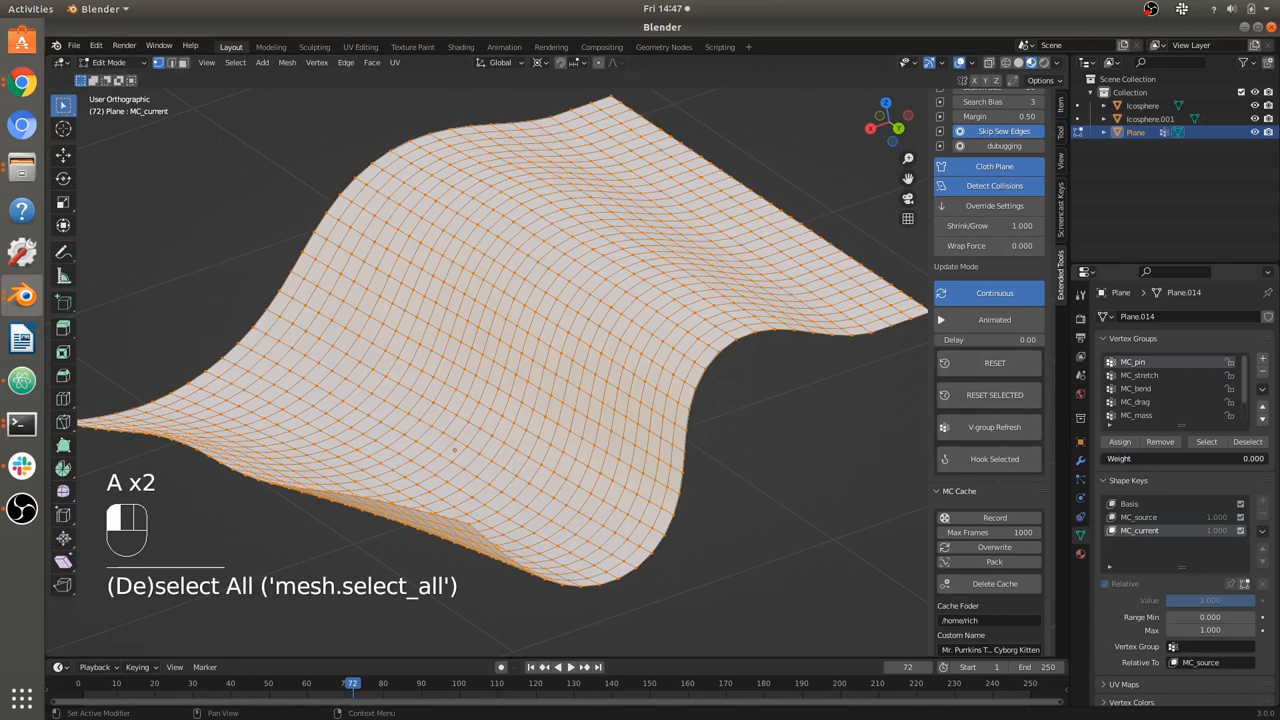 Activities
Blender
Fri 14:47
Blender
File Edit Render Window Help
Layout Modeling Sculpting UV Editing Texture Paint Shading Animation Rendering Compositing Geometry Nodes Scripting +
Scene
View Layer
Edit Mode
View Select Add Mesh Vertex Edge Face UV
Global
X Y Z
Options
User Orthographic
(72) Plane : MC_current
Search Bias 3
Margin 0.50
Skip Sew Edges
dubugging
Cloth Plane
Detect Collisions
Override Settings
Shrink/Grow 1.000
Wrap Force 0.000
Update Mode
Continuous
Animated
Delay 0.00
RESET
RESET SELECTED
V-group Refresh
Hook Selected
MC Cache
Record
Max Frames 1000
Overwrite
Pack
Delete Cache
Cache Foder
/home/rich
Custom Name
Mr. Purrkins T... Cyborg Kitten
Item
Tool
View
Screencast Keys
Extended Tools
X
Y
Z
Scene Collection
Collection
Icosphere
Icosphere.001
Plane
Plane
Plane.014
Plane.014
Vertex Groups
MC_pin
MC_stretch
MC_bend
MC_drag
MC_mass
Assign Remove Select Deselect
Weight 0.000
Shape Keys
Basis
MC_source 1.000
MC_current 1.000
Relative
Value 1.000
Range Min 0.000
Max 1.000
Vertex Group
Relative To MC_source
UV Maps
Vertex Colors
A x2
(De)select All ('mesh.select_all')
Playback Keying View Marker
72
Start 1
End 250
0 10 20 30 40 50 60 72 80 90 100 110 120 130 140 150 160 170 180 190 200 210 220 230 240 250
Set Active Modifier
Pan View
Context Menu
3.0.0